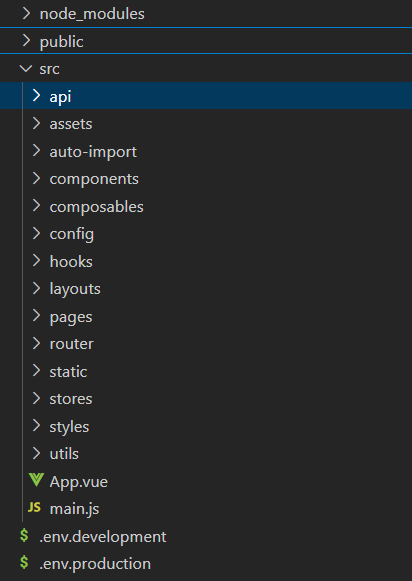 node_modules
public
src
api
assets
auto-import
components
composables
config
hooks
layouts
pages
router
static
stores
styles
utils
App.vue
JS main.js
$ .env.development
$ .env.production